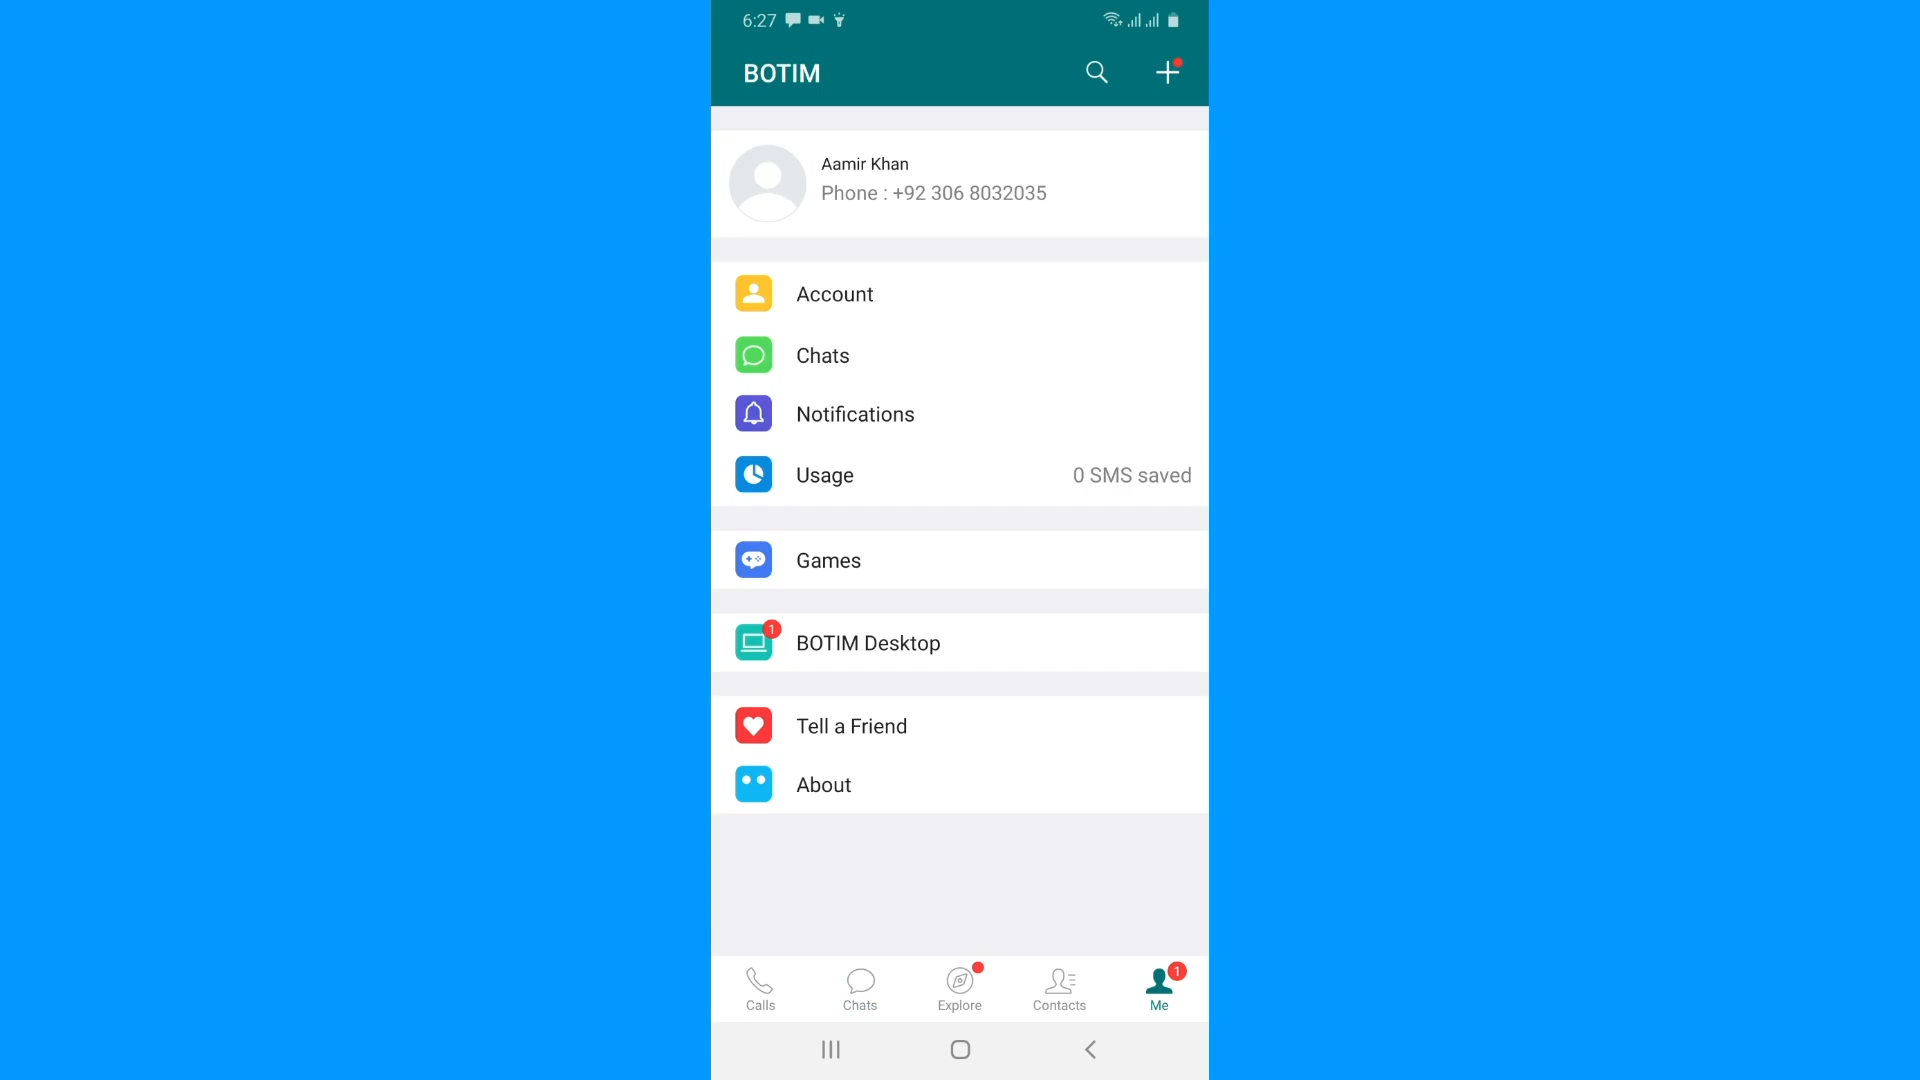 6:27
BOTIM
Aamir Khan
Phone : +92 306 8032035
Account
Chats
Notifications
Usage 0 SMS saved
Games
1
BOTIM Desktop
Tell a Friend
About
1
Calls Chats Explore Contacts Me